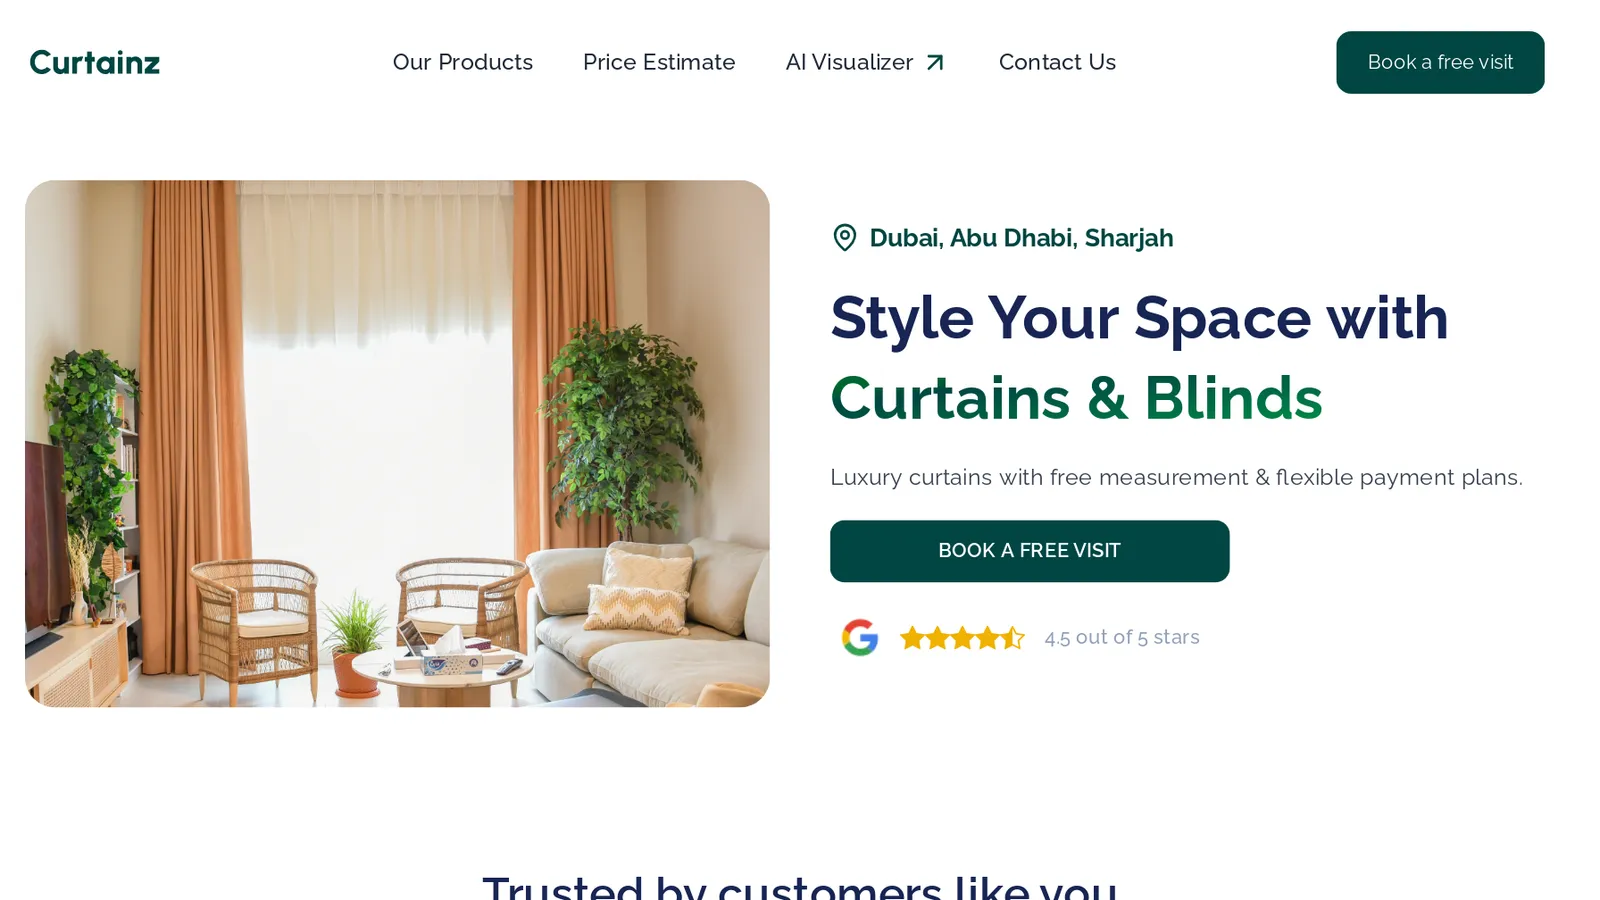 Curtainz
Our Products
Price Estimate
AI Visualizer
Contact Us
Book a free visit
Dubai, Abu Dhabi, Sharjah
Style Your Space with
Curtains & Blinds
Luxury curtains with free measurement & flexible payment plans.
BOOK A FREE VISIT
4.5 out of 5 stars
Trusted by customers like you